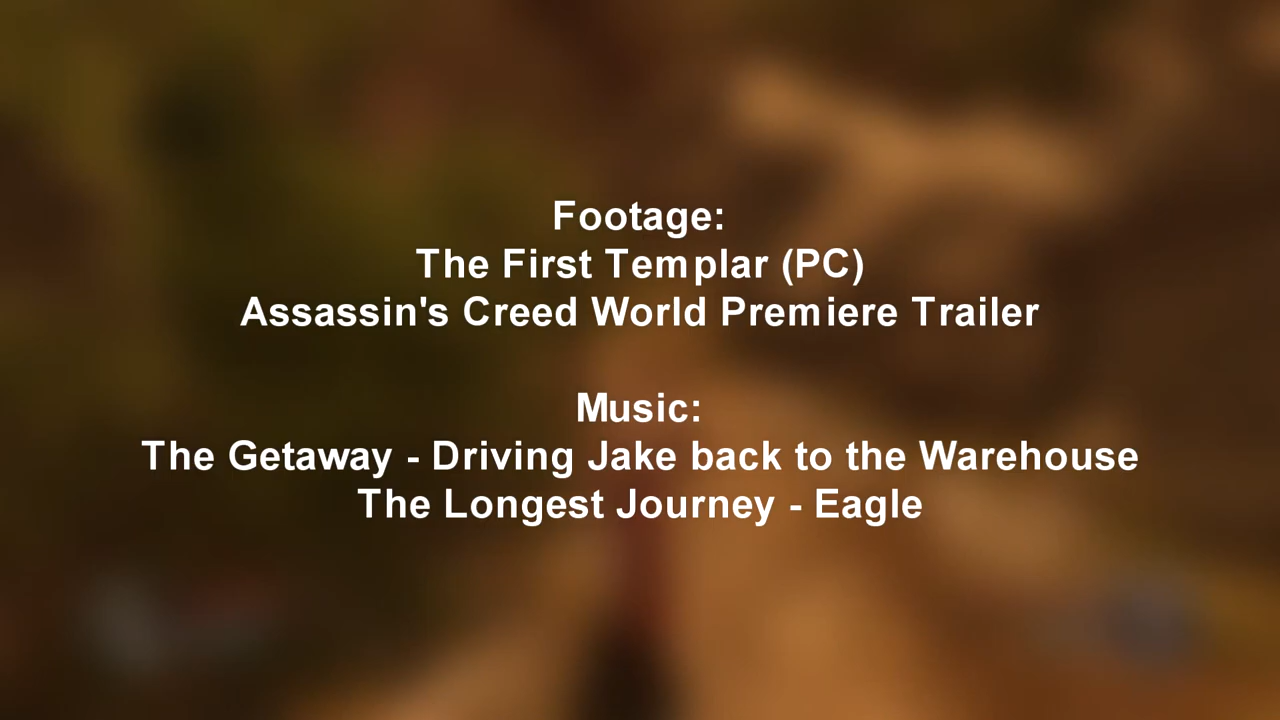 Footage:
The First Templar (PC)
Assassin's Creed World Premiere Trailer
Music:
The Getaway - Driving Jake back to the Warehouse
The Longest Journey - Eagle